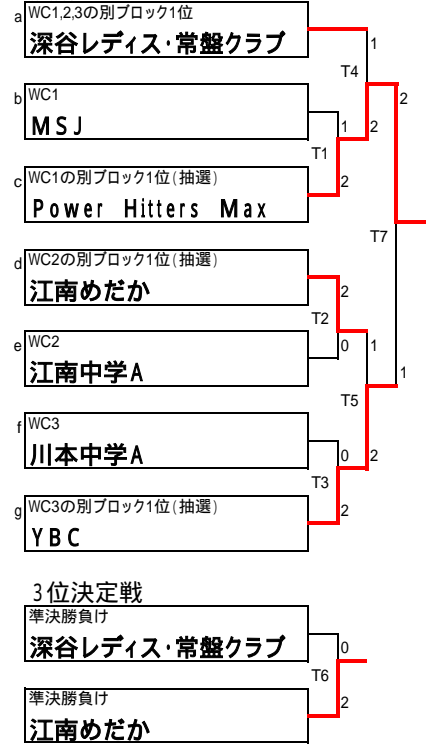 a WC1,2,3の別ブロック1位
深谷レディス・常盤クラブ
1
T4
b WC1
2
MSJ
1 2
T1
c WC1の別ブロック1位(抽選)
2
Power Hitters Max
T7
d WC2の別ブロック1位(抽選)
江南めだか
2
T2
e WC2
0 1
江南中学A
1
T5
f WC3
川本中学A
0 2
T3
g WC3の別ブロック1位(抽選)
2
YBC
3位決定戦
準決勝負け
深谷レディス・常盤クラブ
0
T6
準決勝負け
2
江南めだか